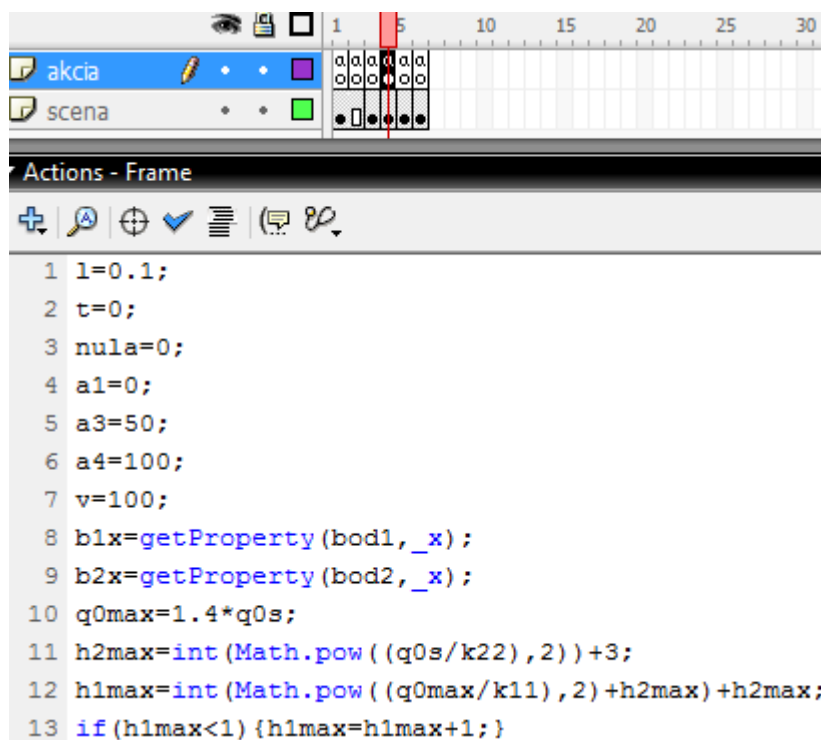 1 5 10 15 20 25 30
akcia a a a a a a
scena
Actions - Frame
1 l=0.1;
2 t=0;
3 nula=0;
4 a1=0;
5 a3=50;
6 a4=100;
7 v=100;
8 b1x=getProperty(bod1,_x);
9 b2x=getProperty(bod2,_x);
10 q0max=1.4*q0s;
11 h2max=int(Math.pow((q0s/k22),2))+3;
12 h1max=int(Math.pow((q0max/k11),2)+h2max)+h2max;
13 if(h1max<1){h1max=h1max+1;}